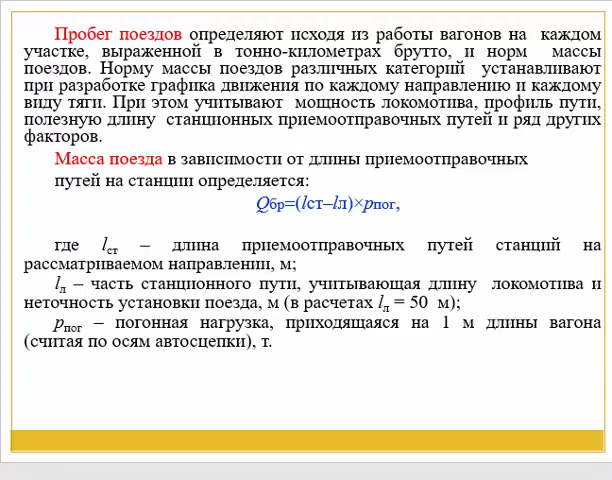 Пробег поездов определяют исходя из работы вагонов на каждом
участке, выраженной в тонно-километрах брутто, и норм массы
поездов. Норму массы поездов различных категорий устанавливают
при разработке графика движения по каждому направлению и каждому
виду тяги. При этом учитывают мощность локомотива, профиль пути,
полезную длину станционных приемоотправочных путей и ряд других
факторов.
Масса поезда в зависимости от длины приемоотправочных
путей на станции определяется:
Qбр=(lст–lл)×pпог,
где lст – длина приемоотправочных путей станций на
рассматриваемом направлении, м;
lл – часть станционного пути, учитывающая длину локомотива и
неточность установки поезда, м (в расчетах lл = 50 м);
pпог – погонная нагрузка, приходящаяся на 1 м длины вагона
(считая по осям автосцепки), т.